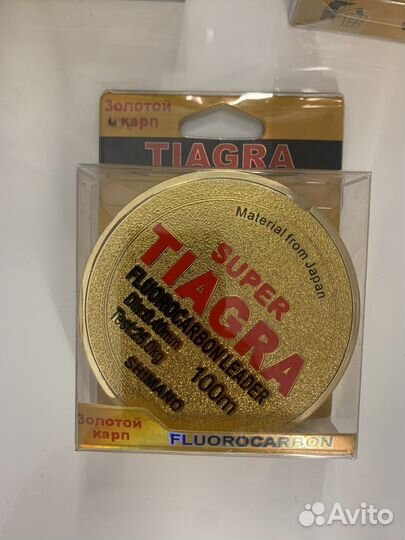 Золотой
карп
TIAGRA
Material from Japan
SUPER
TIAGRA
FLUOROCARBON LEADER
100m
SHIMANO
Золотой
карп
FLUOROCARBON
Avito